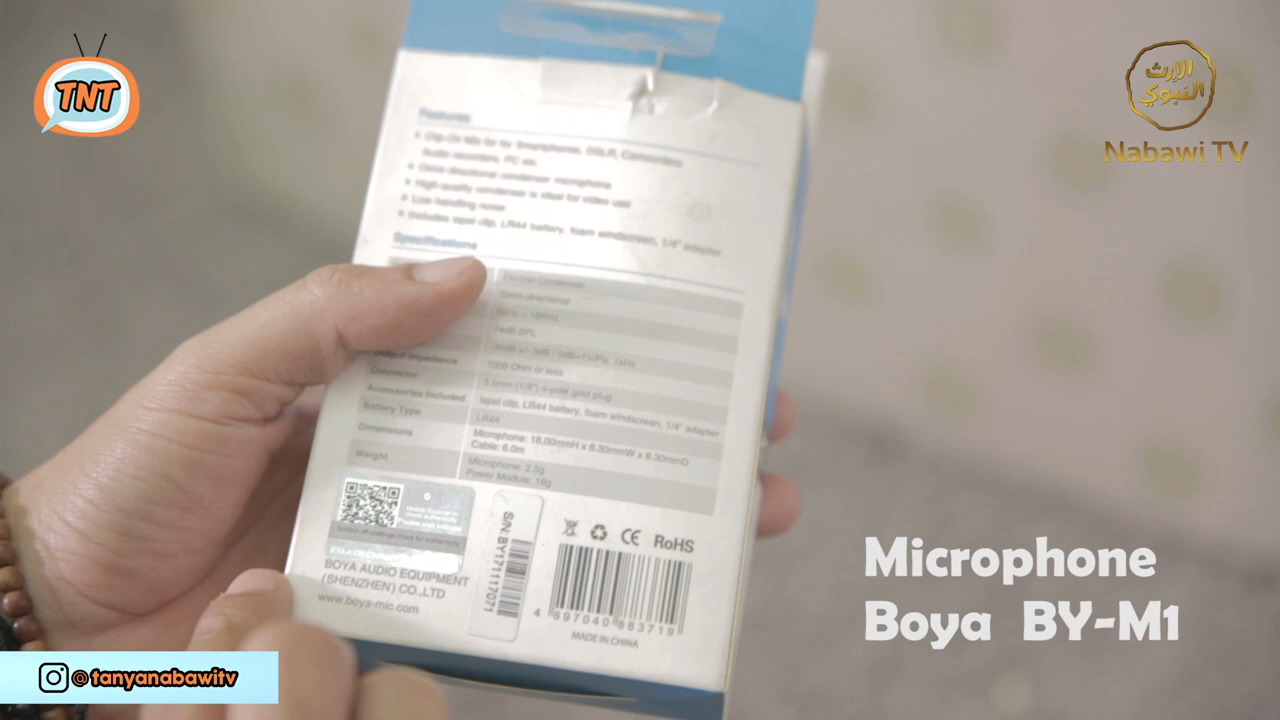 TNT
الإرث
النبوي
Nabawi TV
Features
Clip-On Mic for for Smartphones, DSLR, Camcorders
Audio recorders, PC etc
Omni directional condenser microphone
High quality condenser is ideal for video use
Low handling noise
Includes lapel clip, LR44 battery, foam windscreen, 1/4" adapter
Specifications
Electret Condenser
Omni-directional
Output Impedance 1000 Ohm or less
Connector 3.5mm (1/8") 4-pole gold plug
Accessories Included lapel clip, LR44 battery, foam windscreen, 1/4" adapter
Battery Type LR44
Dimensions Microphone: 18.00mmH x 8.30mmW x 8.30mmD
Cable: 6.0m
Weight Microphone: 2.5g
Power Module: 18g
BOYA AUDIO EQUIPMENT
(SHENZHEN) CO.,LTD
www.boya-mic.com
S/N:BY17117071
CE RoHS
4 897040 883719
MADE IN CHINA
Microphone
Boya BY-M1
@tanyanabawitv